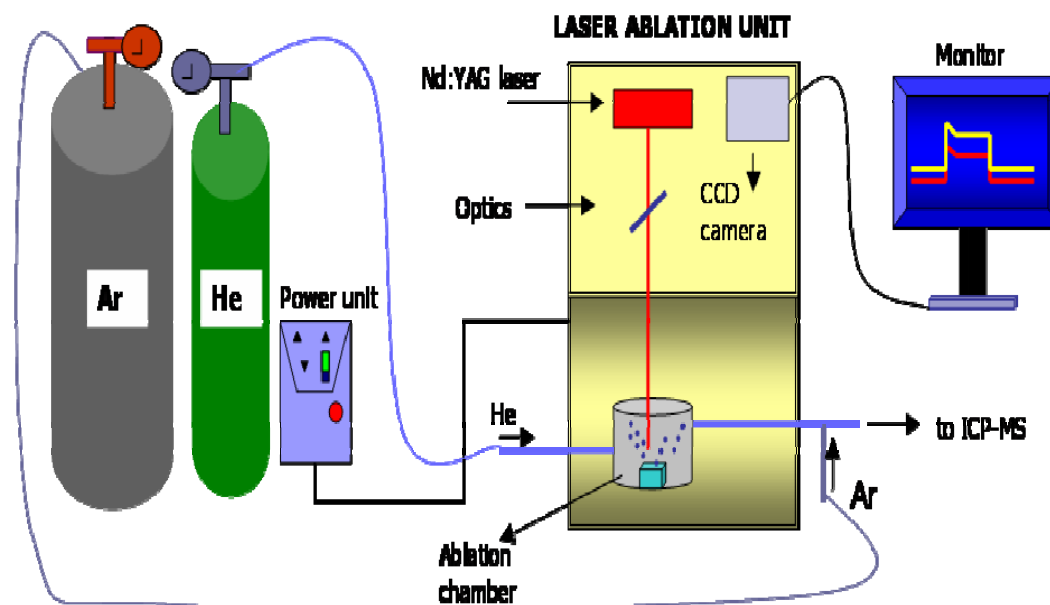 LASER ABLATION UNIT
Nd:YAG laser
Monitor
Optics
CCD
camera
Ar
He
Power unit
He
to ICP-MS
Ar
Ablation
chamber